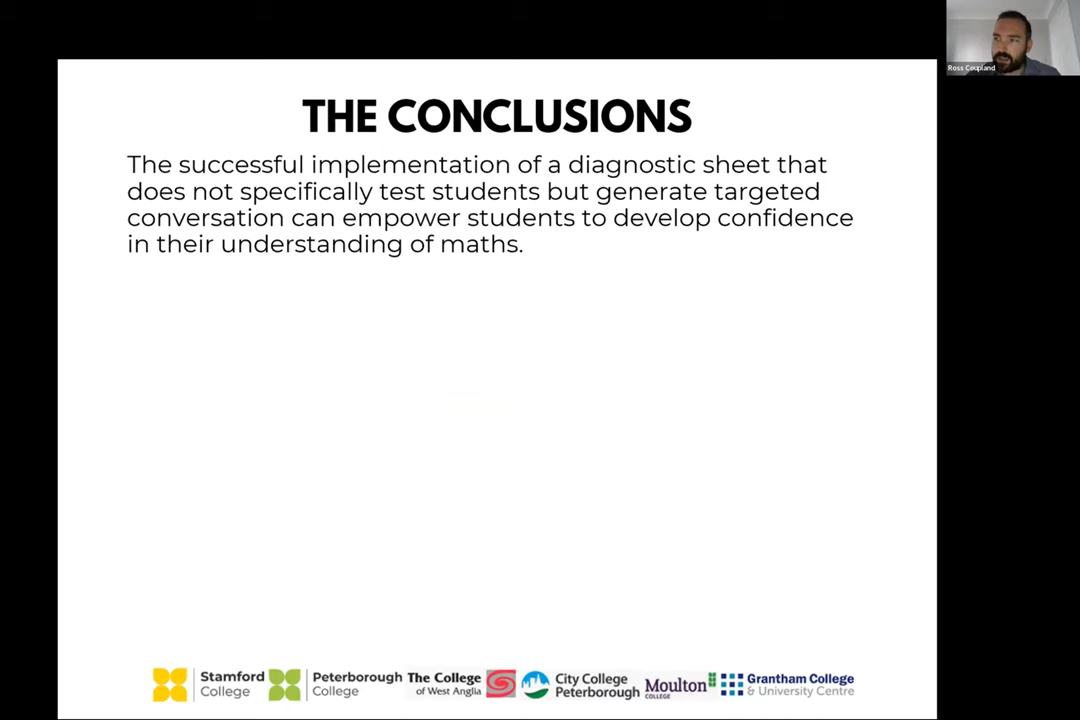 Ross Coupland
THE CONCLUSIONS
The successful implementation of a diagnostic sheet that
does not specifically test students but generate targeted
conversation can empower students to develop confidence
in their understanding of maths.
Stamford
College
Peterborough
College
The College
of West Anglia
City College
Peterborough
Moulton
COLLEGE
Grantham College
& University Centre